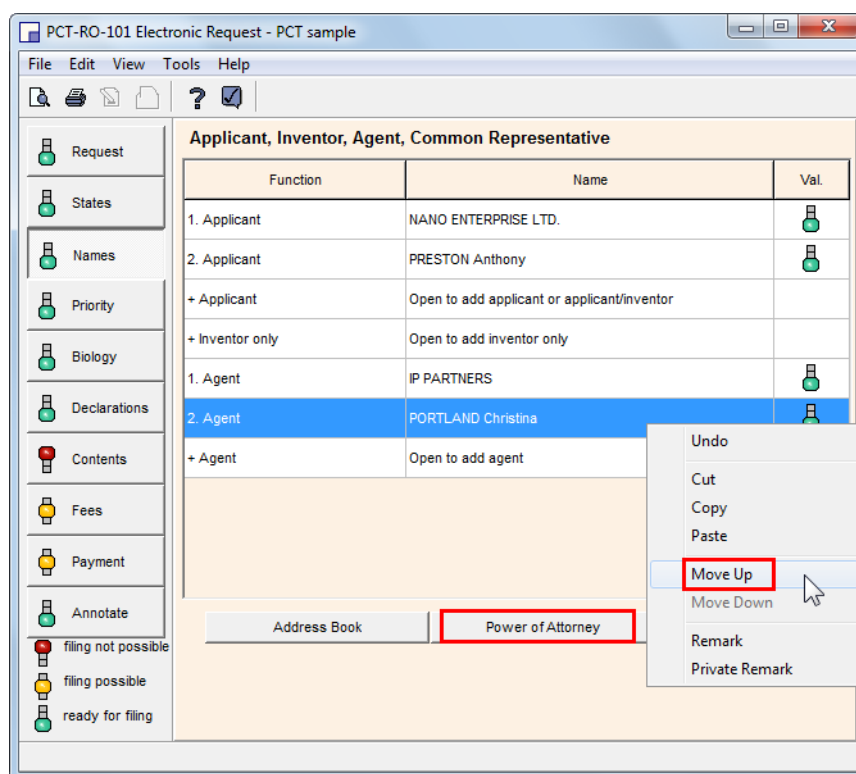 PCT-RO-101 Electronic Request - PCT sample
File Edit View Tools Help
Request
States
Names
Priority
Biology
Declarations
Contents
Fees
Payment
Annotate
filing not possible
filing possible
ready for filing
Applicant, Inventor, Agent, Common Representative
Function Name Val.
1. Applicant NANO ENTERPRISE LTD.
2. Applicant PRESTON Anthony
+ Applicant Open to add applicant or applicant/inventor
+ Inventor only Open to add inventor only
1. Agent IP PARTNERS
2. Agent PORTLAND Christina
+ Agent Open to add agent
Address Book Power of Attorney
Undo
Cut
Copy
Paste
Move Up
Move Down
Remark
Private Remark